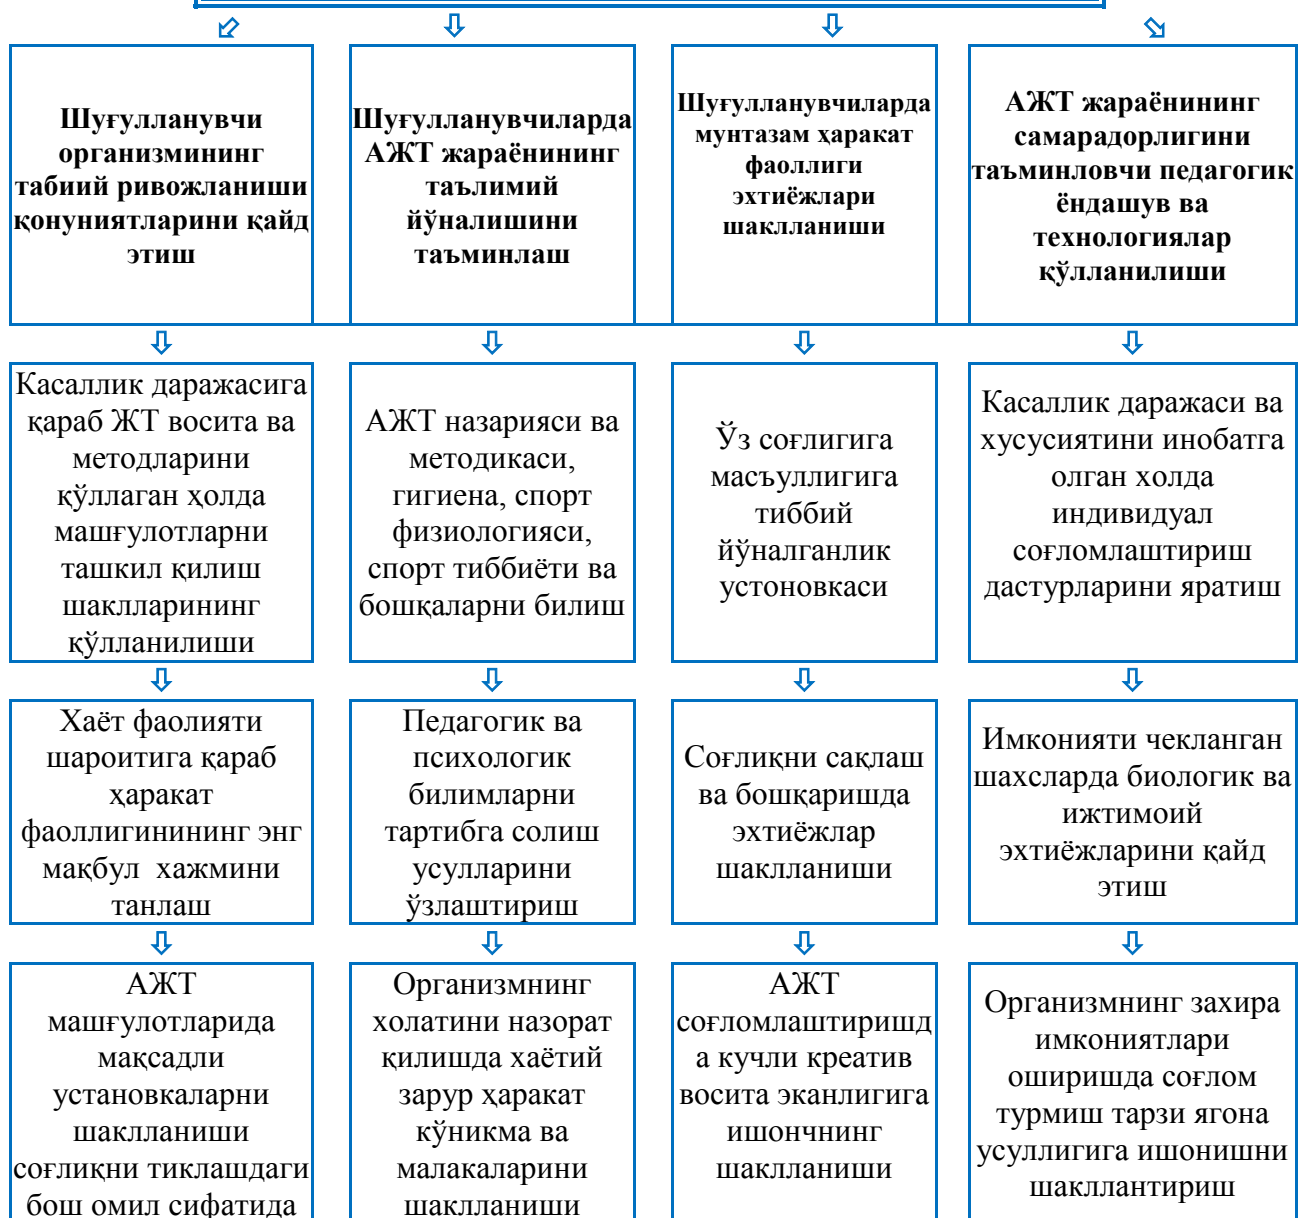 Шуғулланувчи
организмининг
табиий ривожланиши
қонуниятларини қайд
этиш
Шуғулланувчиларда
АЖТ жараёнининг
таълимий
йўналишини
таъминлаш
Шуғулланувчиларда
мунтазам ҳаракат
фаоллиги
эхтиёжлари
шаклланиши
АЖТ жараёнининг
самарадорлигини
таъминловчи педагогик
ёндашув ва
технологиялар
қўлланилиши
Касаллик даражасига
қараб ЖТ восита ва
методларини
қўллаган ҳолда
машғулотларни
ташкил қилиш
шаклларининг
қўлланилиши
АЖТ назарияси ва
методикаси,
гигиена, спорт
физиологияси,
спорт тиббиёти ва
бошқаларни билиш
Ўз соғлигига
масъуллигига
тиббий
йўналганлик
устоновкаси
Касаллик даражаси ва
хусусиятини инобатга
олган холда
индивидуал
соғломлаштириш
дастурларини яратиш
Хаёт фаолияти
шароитига қараб
ҳаракат
фаоллигинининг энг
мақбул хажмини
танлаш
Педагогик ва
психологик
билимларни
тартибга солиш
усулларини
ўзлаштириш
Соғлиқни сақлаш
ва бошқаришда
эхтиёжлар
шаклланиши
Имконияти чекланган
шахсларда биологик ва
ижтимоий
эхтиёжларини қайд
этиш
АЖТ
машғулотларида
мақсадли
установкаларни
шаклланиши
соғлиқни тиклашдаги
бош омил сифатида
Организмнинг
холатини назорат
қилишда хаётий
зарур ҳаракат
кўникма ва
малакаларини
шаклланиши
АЖТ
соғломлаштиришд
а кучли креатив
восита эканлигига
ишончнинг
шаклланиши
Организмнинг захира
имкониятлари
оширишда соғлом
турмиш тарзи ягона
усуллигига ишонишни
шакллантириш